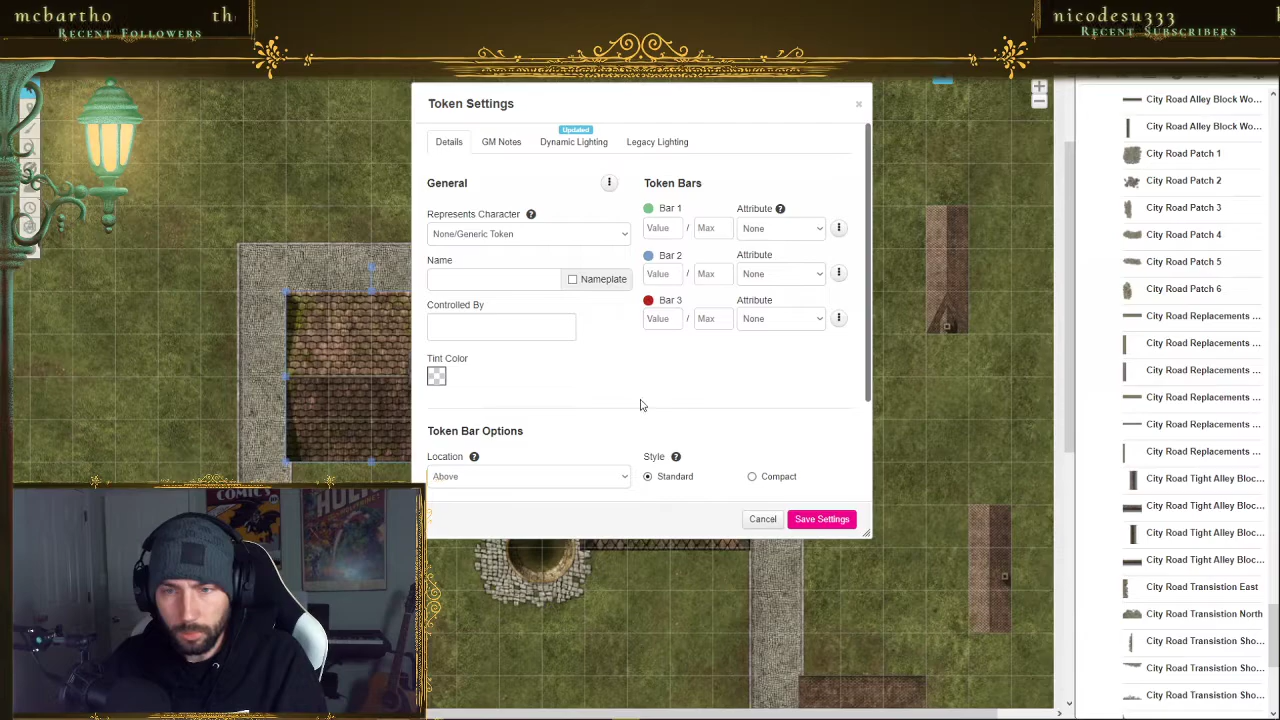 mcbartho
th
Recent Followers
nicodesu333
Recent Subscribers
Token Settings
Updated
Details
GM Notes
Dynamic Lighting
Legacy Lighting
General
Represents Character
None/Generic Token
Name
Nameplate
Controlled By
Tint Color
Token Bars
Bar 1
Attribute
Value / Max
None
Bar 2
Attribute
Value / Max
None
Bar 3
Attribute
Value / Max
None
Token Bar Options
Location
Above
Style
Standard
Compact
Cancel
Save Settings
City Road Alley Block Wo...
City Road Alley Block Wo...
City Road Patch 1
City Road Patch 2
City Road Patch 3
City Road Patch 4
City Road Patch 5
City Road Patch 6
City Road Replacements ...
City Road Replacements ...
City Road Replacements ...
City Road Replacements ...
City Road Replacements ...
City Road Replacements ...
City Road Tight Alley Bloc...
City Road Tight Alley Bloc...
City Road Tight Alley Bloc...
City Road Tight Alley Bloc...
City Road Transistion East
City Road Transistion North
City Road Transistion Sho...
City Road Transistion Sho...
City Road Transistion Sho...
COMICS